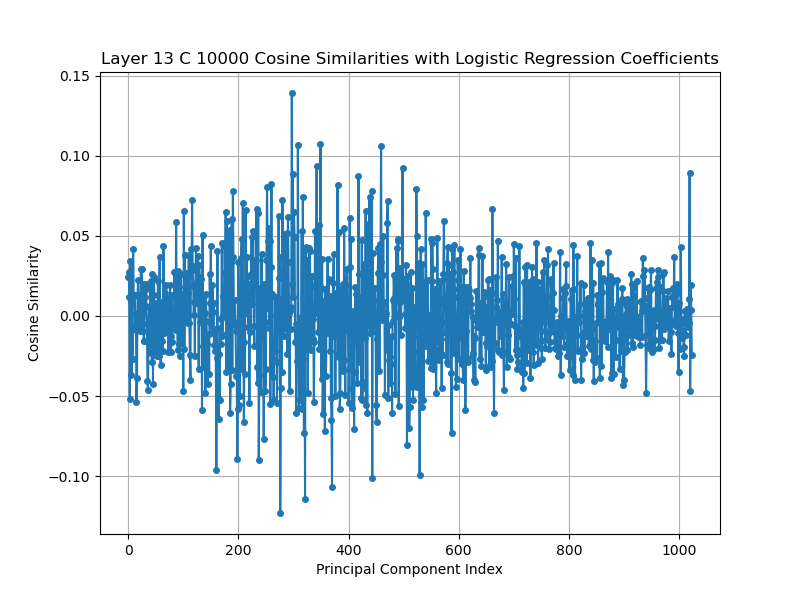 Layer 13 C 10000 Cosine Similarities with Logistic Regression Coefficients
0.15
0.10
0.05
0.00
−0.05
−0.10
Cosine Similarity
0 200 400 600 800 1000
Principal Component Index